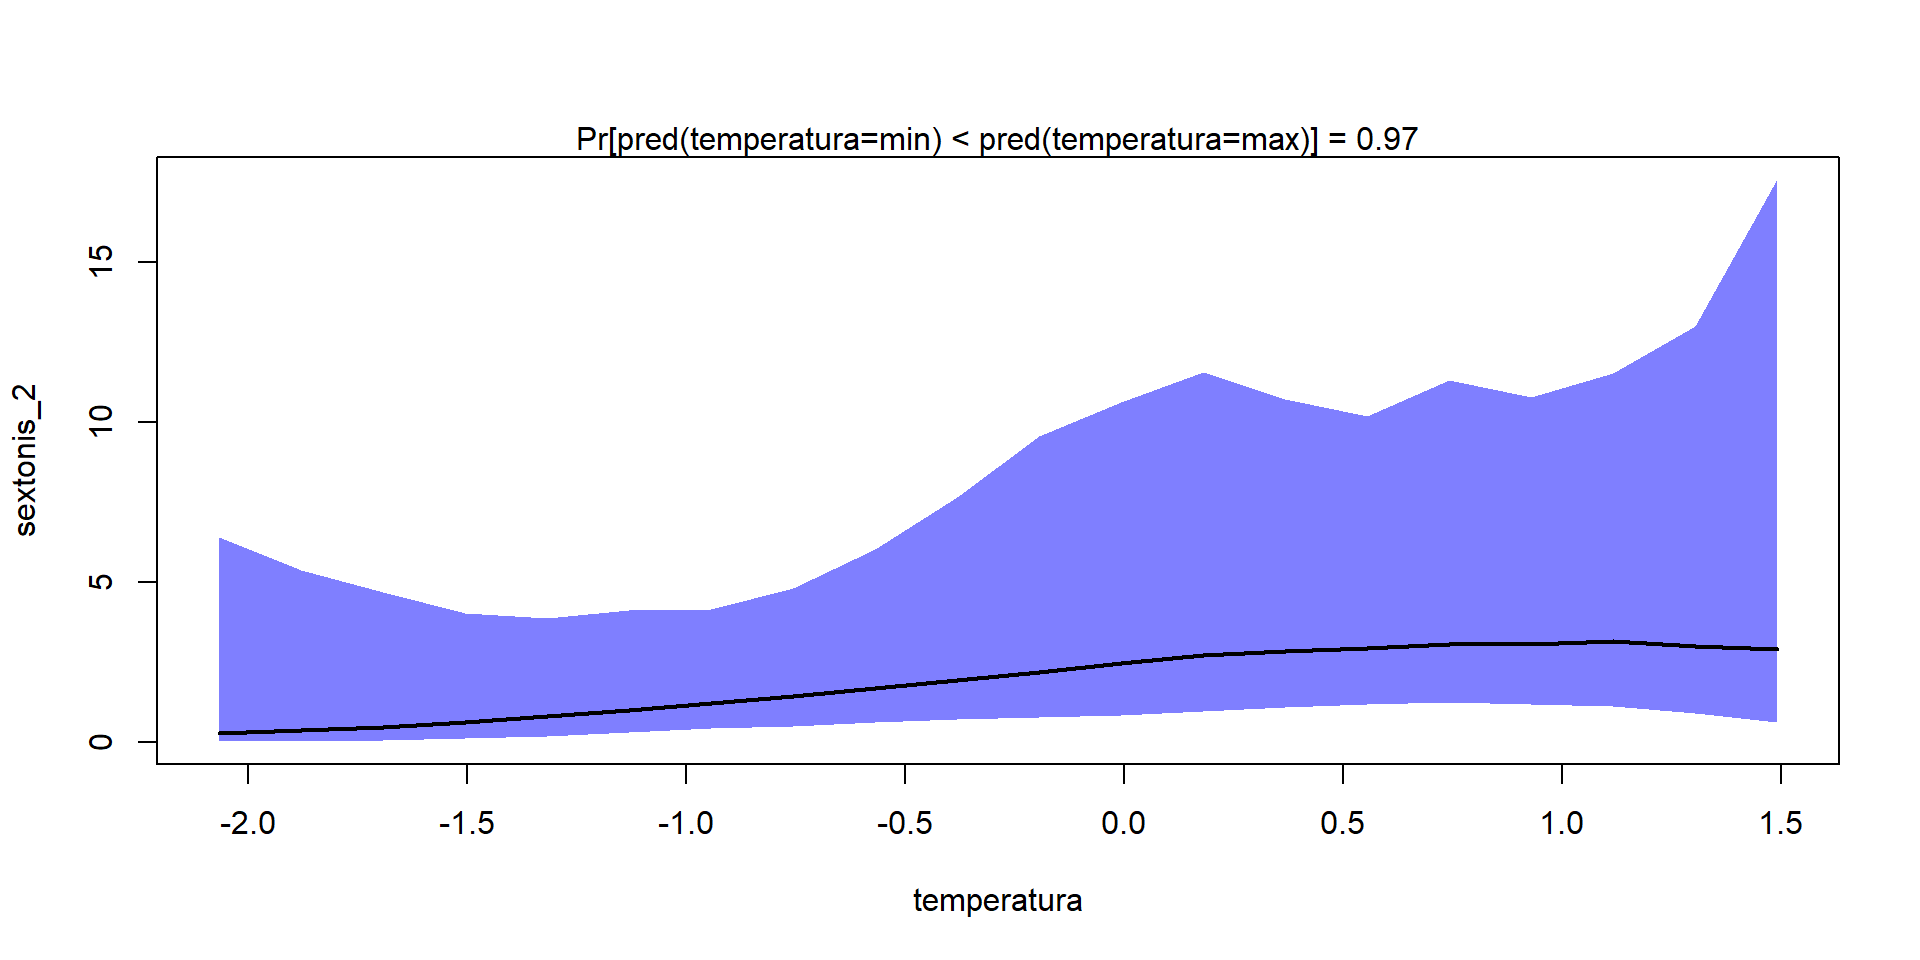 Pr[pred(temperatura=min) < pred(temperatura=max)] = 0.97
sextonis_2
15
10
5
0
-2.0 -1.5 -1.0 -0.5 0.0 0.5 1.0 1.5
temperatura